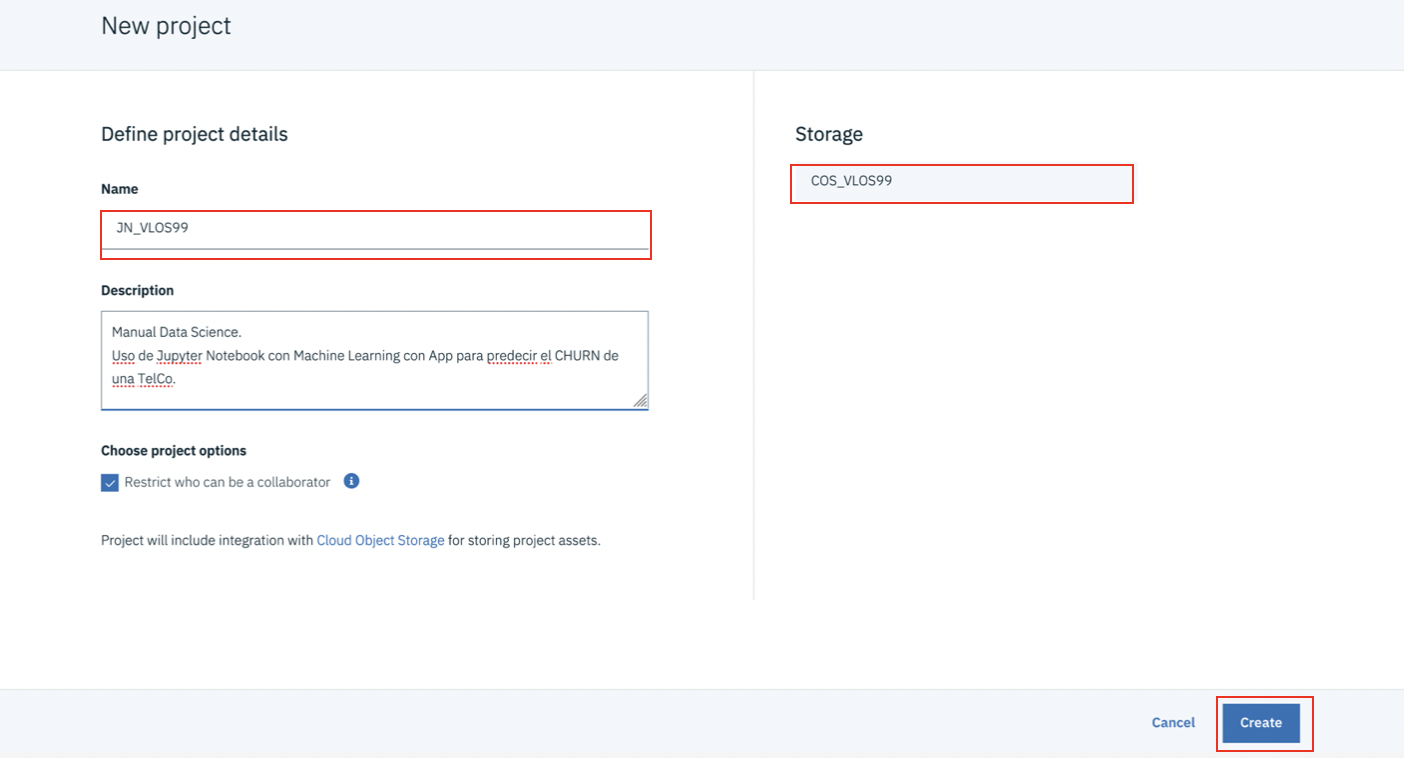 New project
Define project details
Name
JN_VLOS99
Description
Manual Data Science.
Uso de Jupyter Notebook con Machine Learning con App para predecir el CHURN de
una TelCo.
Choose project options
Restrict who can be a collaborator
Project will include integration with Cloud Object Storage for storing project assets.
Storage
COS_VLOS99
Cancel
Create